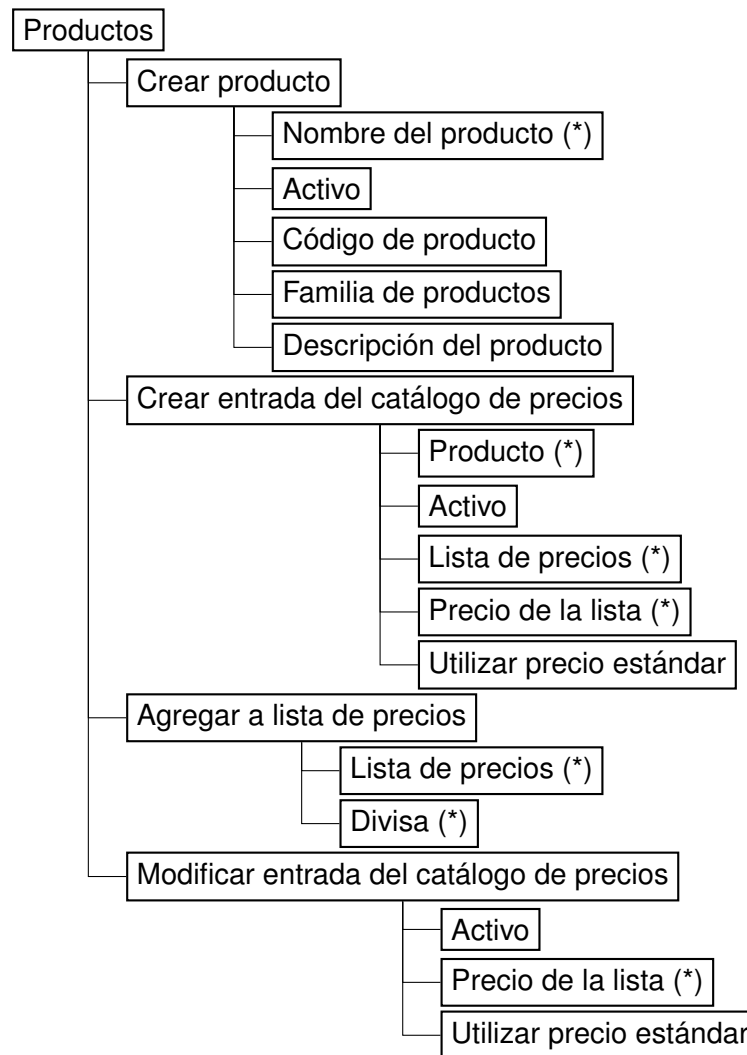 Productos
Crear producto
Nombre del producto (*)
Activo
Código de producto
Familia de productos
Descripción del producto
Crear entrada del catálogo de precios
Producto (*)
Activo
Lista de precios (*)
Precio de la lista (*)
Utilizar precio estándar
Agregar a lista de precios
Lista de precios (*)
Divisa (*)
Modificar entrada del catálogo de precios
Activo
Precio de la lista (*)
Utilizar precio estándar